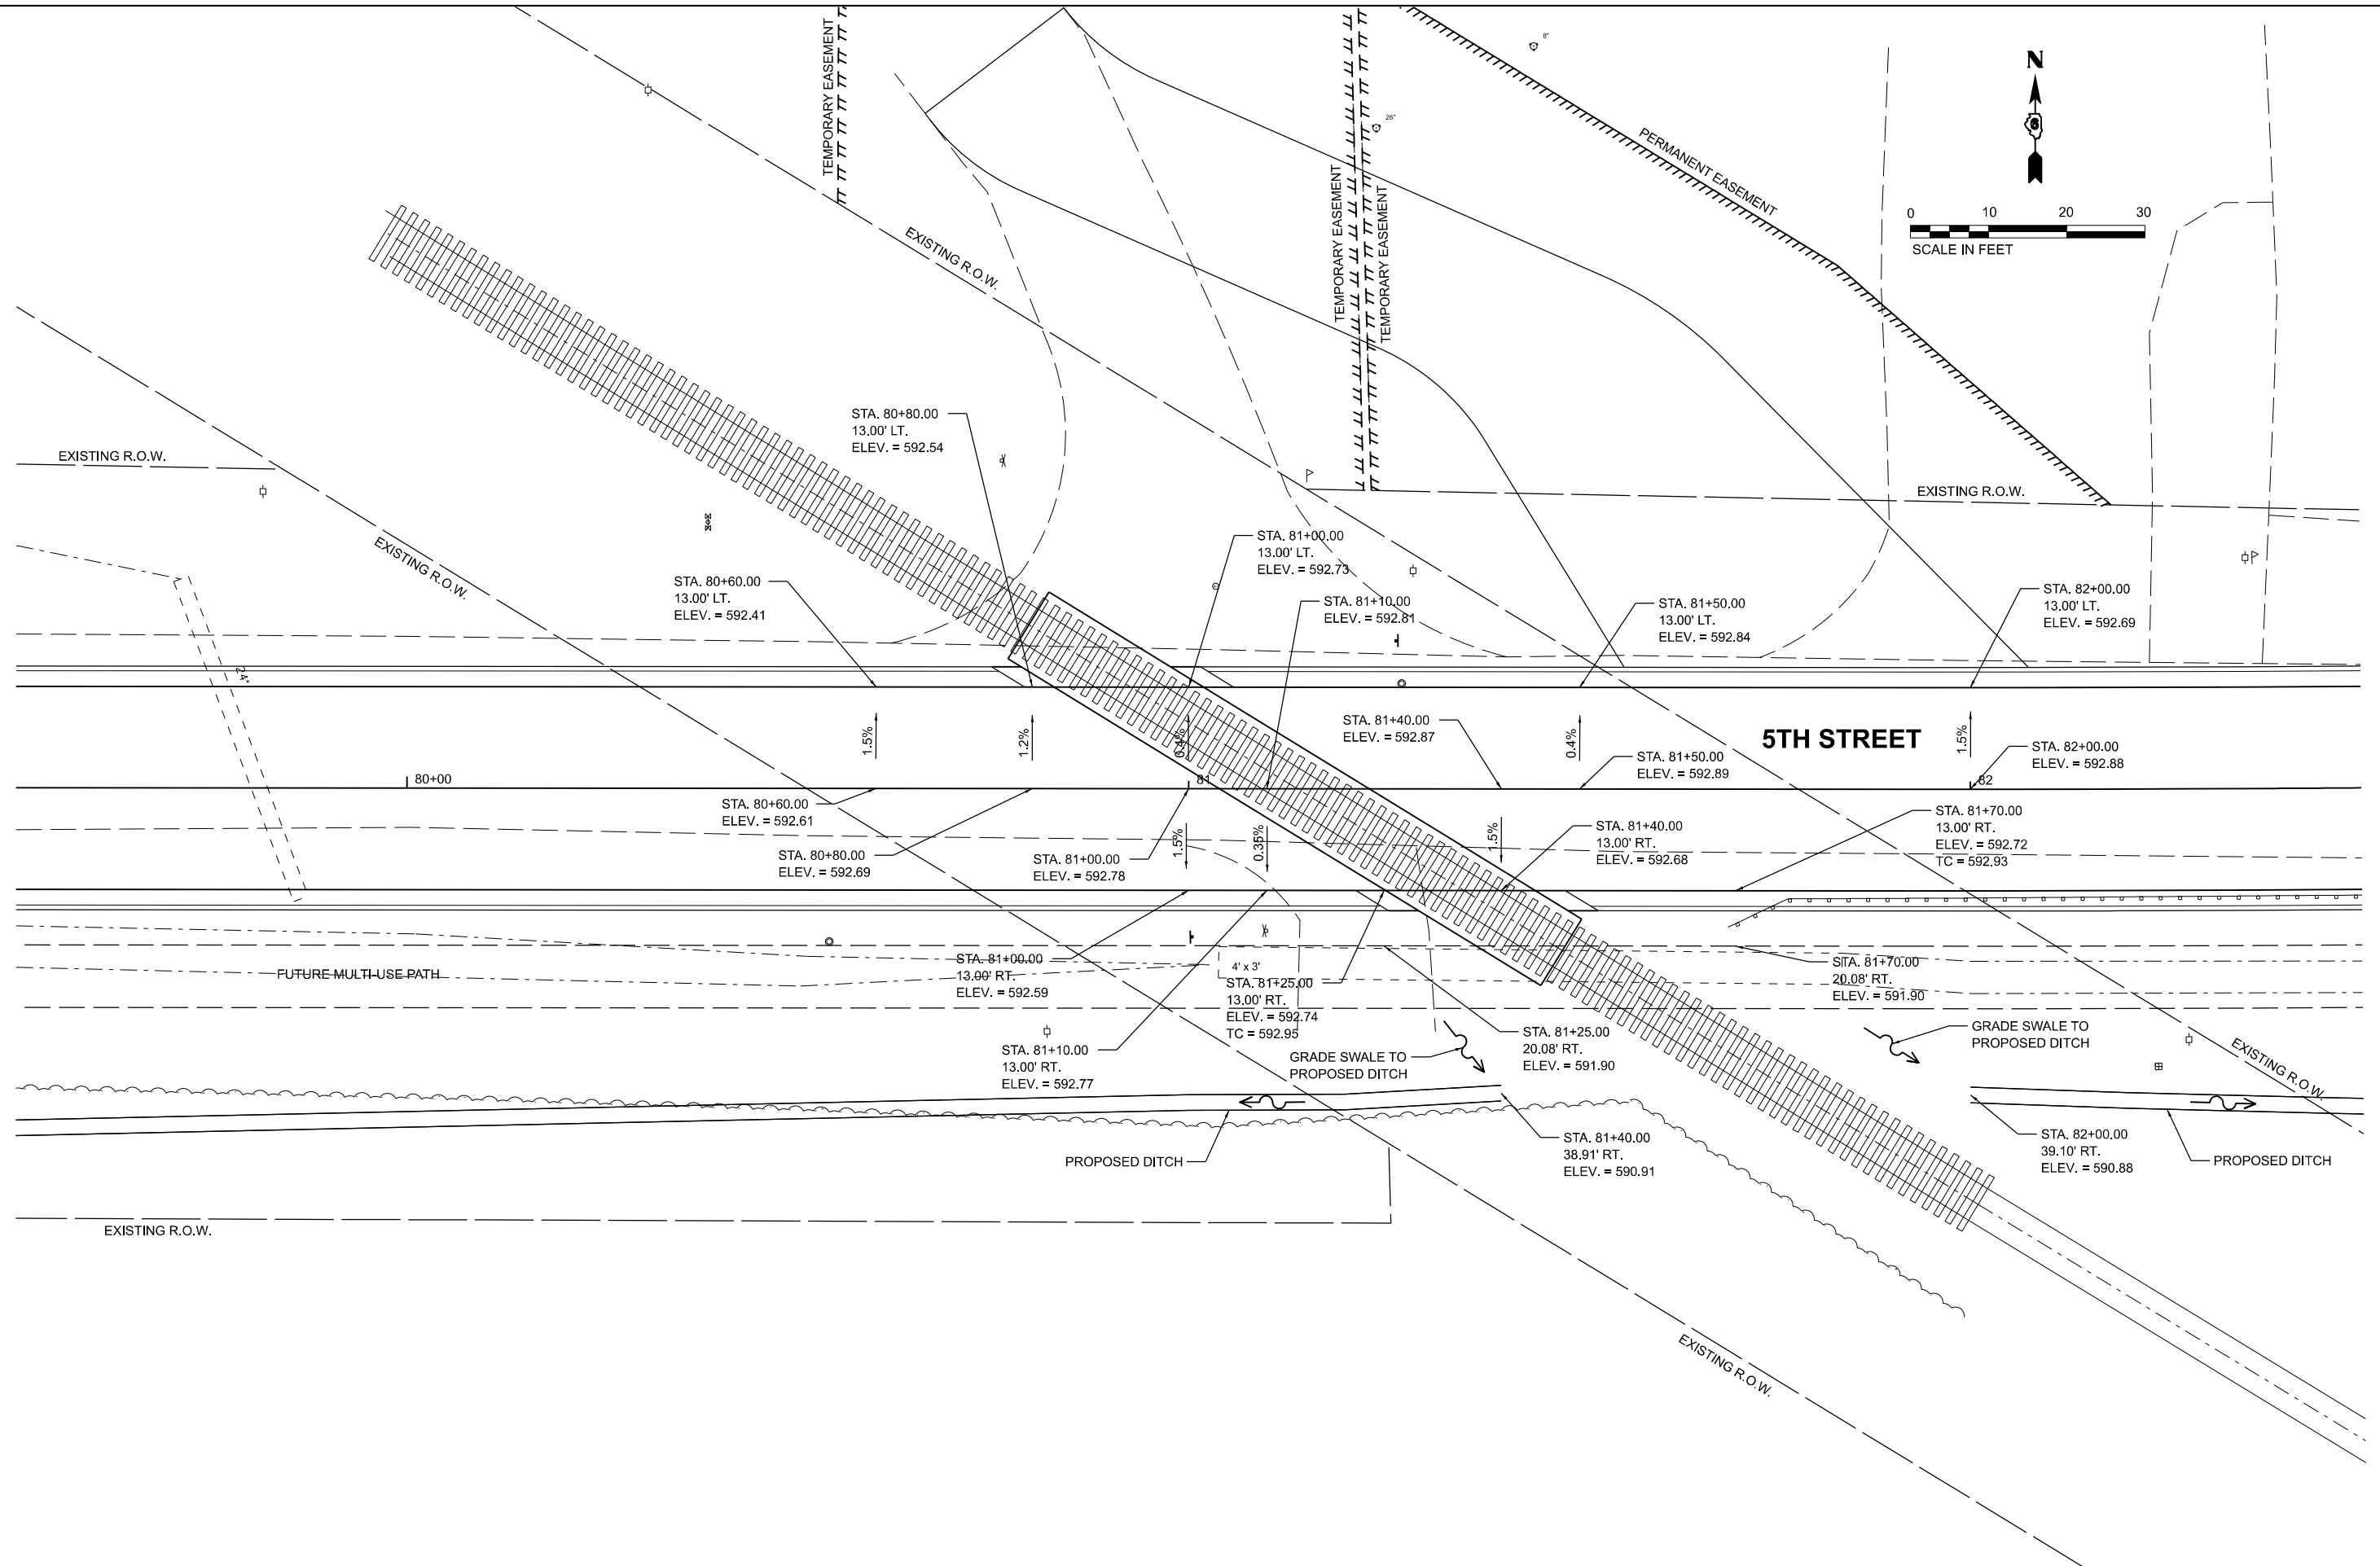 TEMPORARY EASEMENT
8"
28"
N
6
0 10 20 30
SCALE IN FEET
PERMANENT EASEMENT
TEMPORARY EASEMENT
TEMPORARY EASEMENT
EXISTING R.O.W.
STA. 80+80.00
13.00' LT.
ELEV. = 592.54
EXISTING R.O.W.
EXISTING R.O.W.
EXISTING R.O.W.
STA. 81+00.00
13.00' LT.
ELEV. = 592.73
STA. 80+60.00
13.00' LT.
ELEV. = 592.41
STA. 81+10.00
ELEV. = 592.81
STA. 81+50.00
13.00' LT.
ELEV. = 592.84
STA. 82+00.00
13.00' LT.
ELEV. = 592.69
24"
1.5%
1.2%
0.4%
STA. 81+40.00
ELEV. = 592.87
0.4%
5TH STREET
1.5%
STA. 81+50.00
ELEV. = 592.89
STA. 82+00.00
ELEV. = 592.88
80+00
81
82
STA. 80+60.00
ELEV. = 592.61
STA. 80+80.00
ELEV. = 592.69
STA. 81+00.00
ELEV. = 592.78
1.5%
0.35%
1.5%
STA. 81+40.00
13.00' RT.
ELEV. = 592.68
STA. 81+70.00
13.00' RT.
ELEV. = 592.72
TC = 592.93
FUTURE MULTI-USE PATH
STA. 81+00.00
13.00' RT.
ELEV. = 592.59
4' x 3'
STA. 81+25.00
13.00' RT.
ELEV. = 592.74
TC = 592.95
STA. 81+70.00
20.08' RT.
ELEV. = 591.90
STA. 81+10.00
13.00' RT.
ELEV. = 592.77
GRADE SWALE TO
PROPOSED DITCH
STA. 81+25.00
20.08' RT.
ELEV. = 591.90
GRADE SWALE TO
PROPOSED DITCH
EXISTING R.O.W.
PROPOSED DITCH
STA. 81+40.00
38.91' RT.
ELEV. = 590.91
STA. 82+00.00
39.10' RT.
ELEV. = 590.88
PROPOSED DITCH
EXISTING R.O.W.
EXISTING R.O.W.